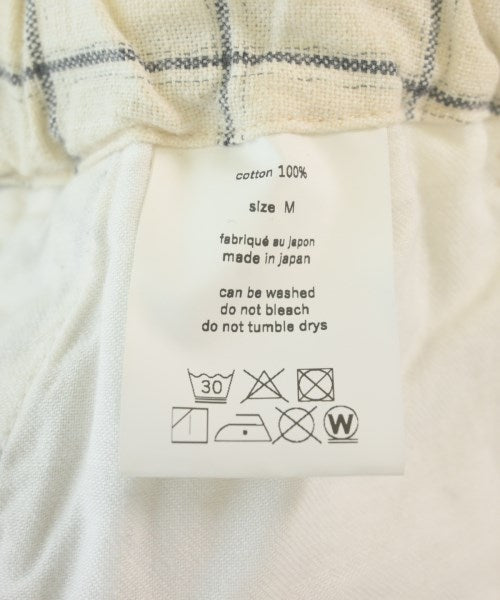 cotton 100%
size M
fabriqué au japon
made in japan
can be washed
do not bleach
do not tumble drys
30
W